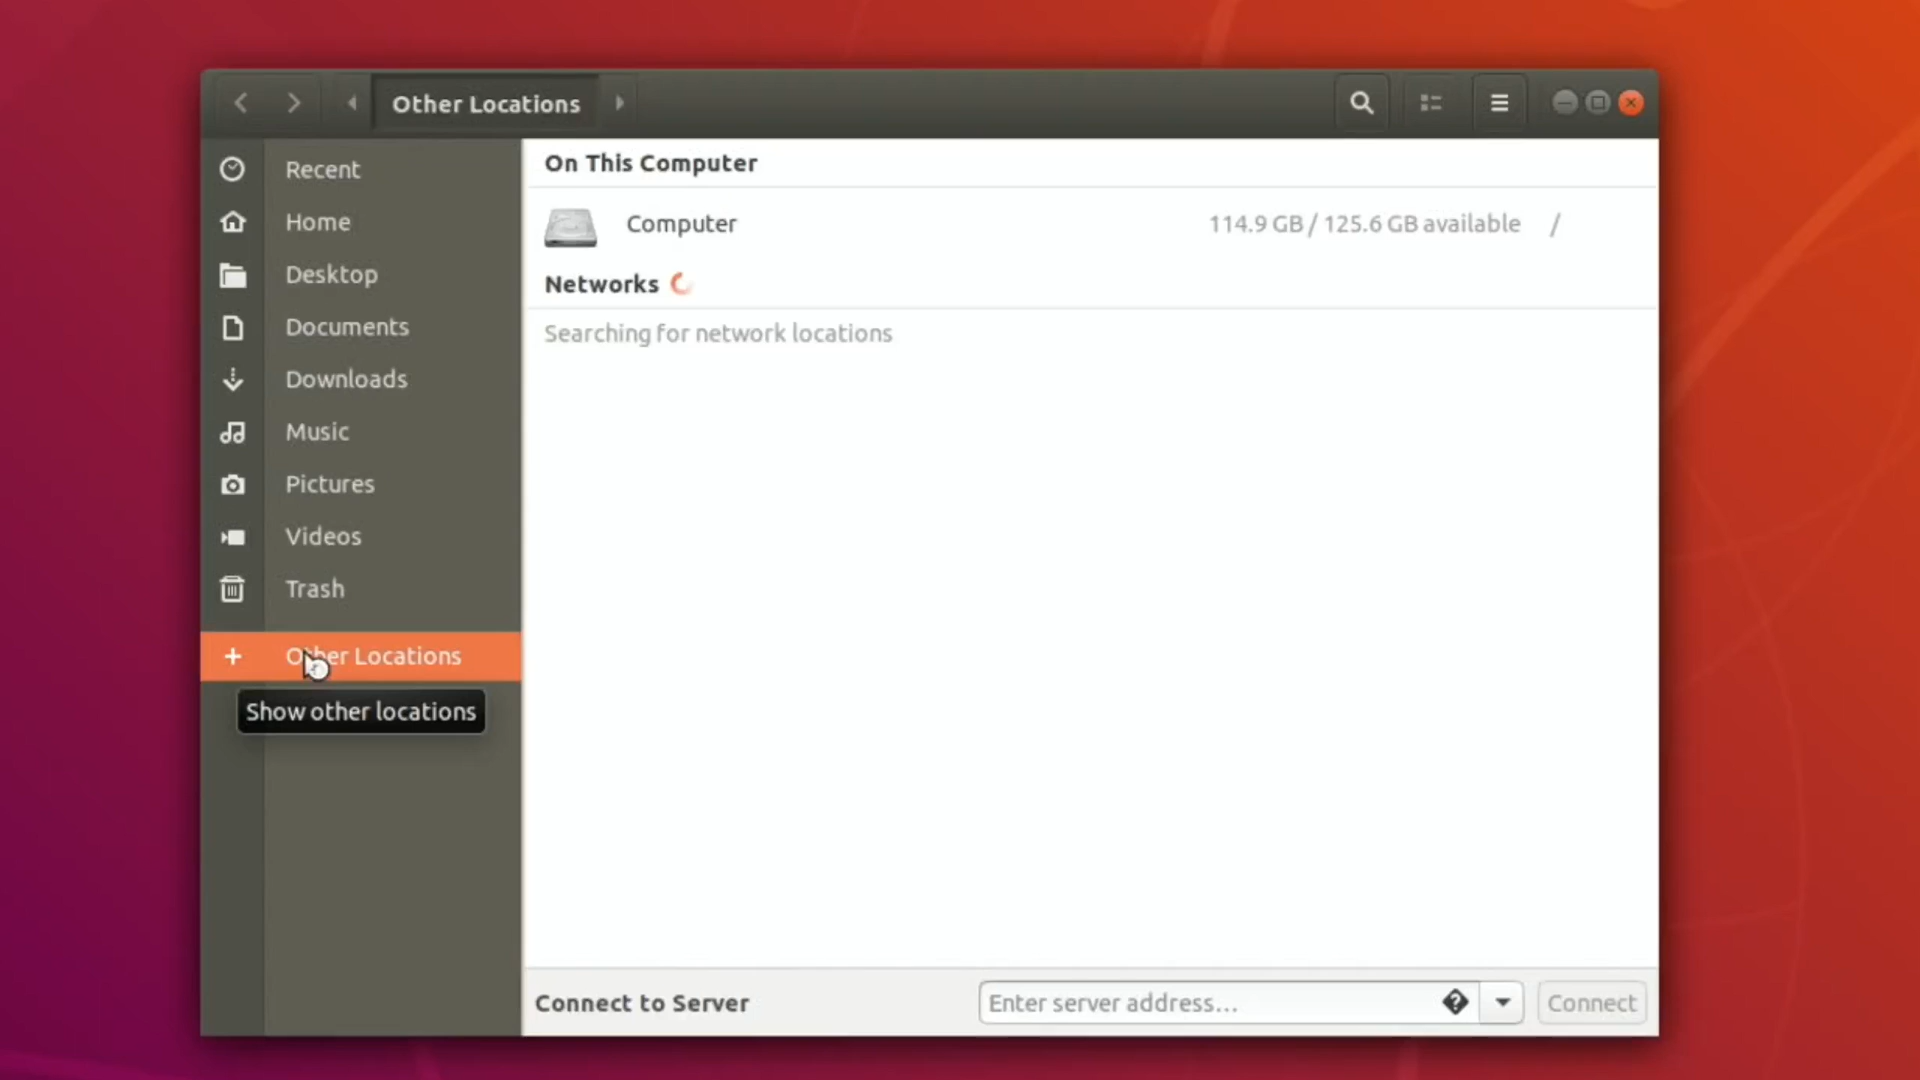 Other Locations
Recent
Home
Desktop
Documents
Downloads
Music
Pictures
Videos
Trash
Other Locations
Show other locations
On This Computer
Computer 114.9 GB / 125.6 GB available /
Networks
Searching for network locations
Connect to Server Enter server address... Connect